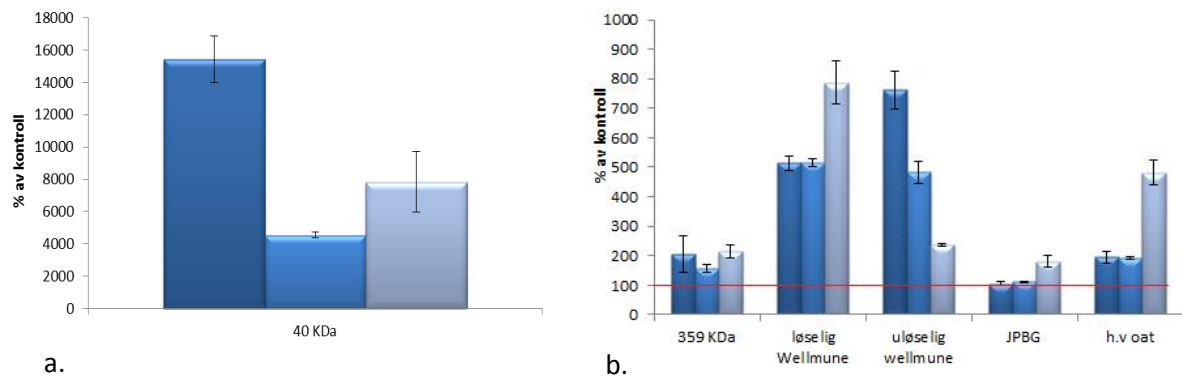 18000
16000
14000
12000
10000
8000
6000
4000
2000
0
% av kontroll
40 KDa
a.
1000
900
800
700
600
500
400
300
200
100
0
% av kontroll
359 KDa
løselig
Wellmune
uløselig
wellmune
JPBG
h.v oat
b.